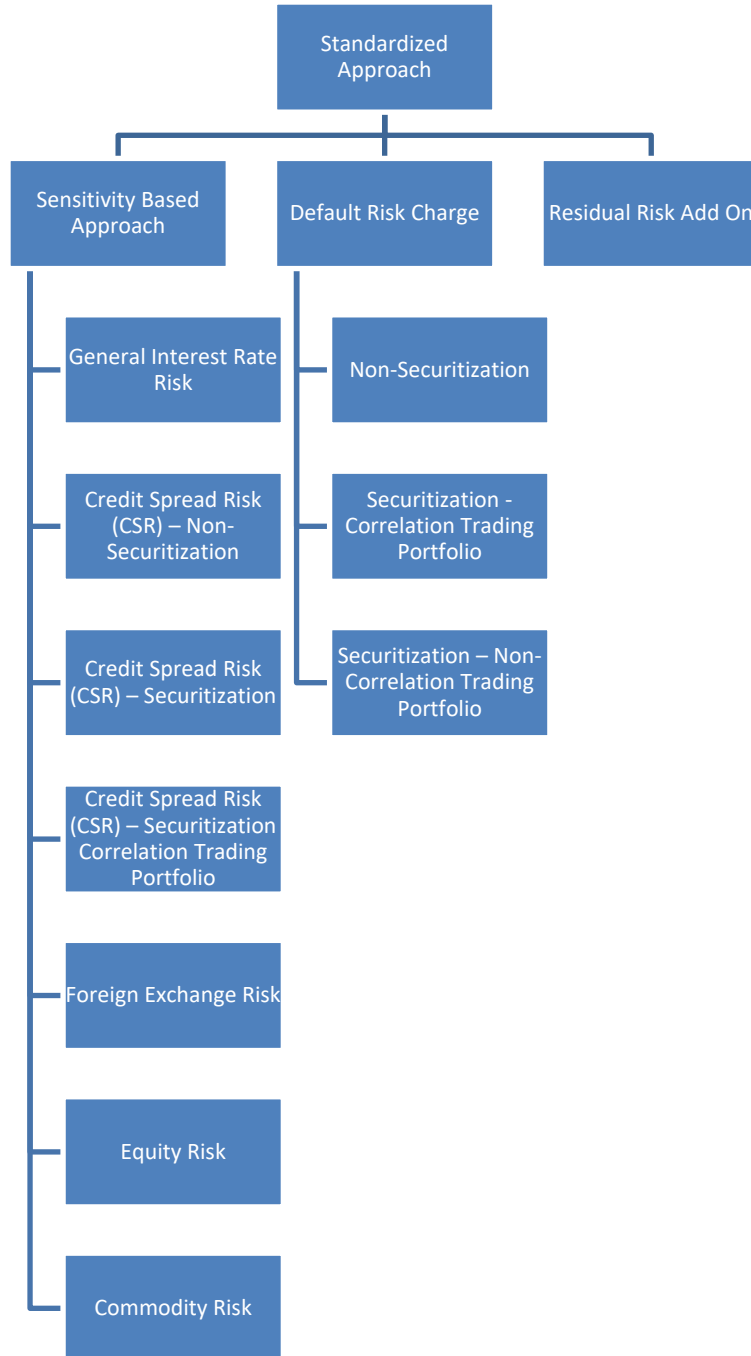 Standardized
Approach
Sensitivity Based
Approach
Default Risk Charge
Residual Risk Add On
General Interest Rate
Risk
Non-Securitization
Credit Spread Risk
(CSR) – Non-
Securitization
Securitization -
Correlation Trading
Portfolio
Credit Spread Risk
(CSR) – Securitization
Securitization – Non-
Correlation Trading
Portfolio
Credit Spread Risk
(CSR) – Securitization
Correlation Trading
Portfolio
Foreign Exchange Risk
Equity Risk
Commodity Risk